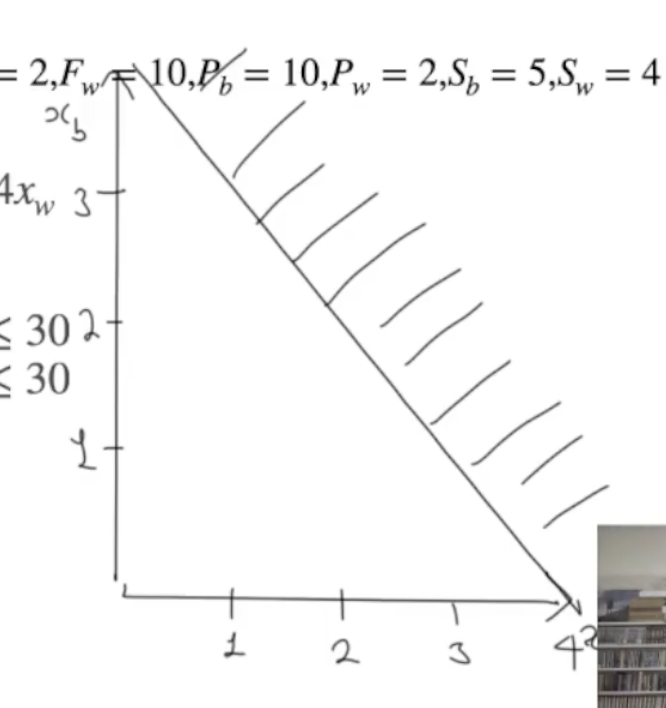 = 2,F_w = 10,P_b = 10,P_w = 2,S_b = 5,S_w = 4
x_b
4x_w 3
≤ 30 2
≤ 30
1
1 2 3 4